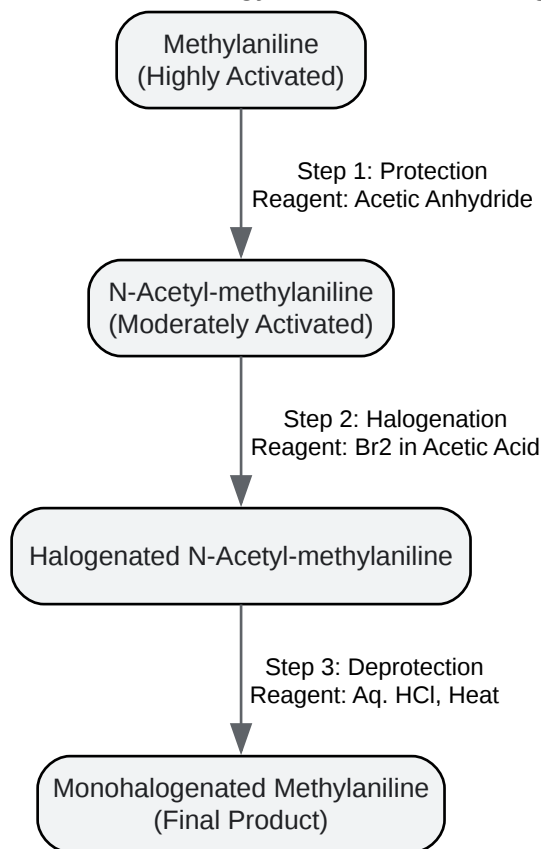 Methylaniline
(Highly Activated)
Step 1: Protection
Reagent: Acetic Anhydride
N-Acetyl-methylaniline
(Moderately Activated)
Step 2: Halogenation
Reagent: Br2 in Acetic Acid
Halogenated N-Acetyl-methylaniline
Step 3: Deprotection
Reagent: Aq. HCl, Heat
Monohalogenated Methylaniline
(Final Product)